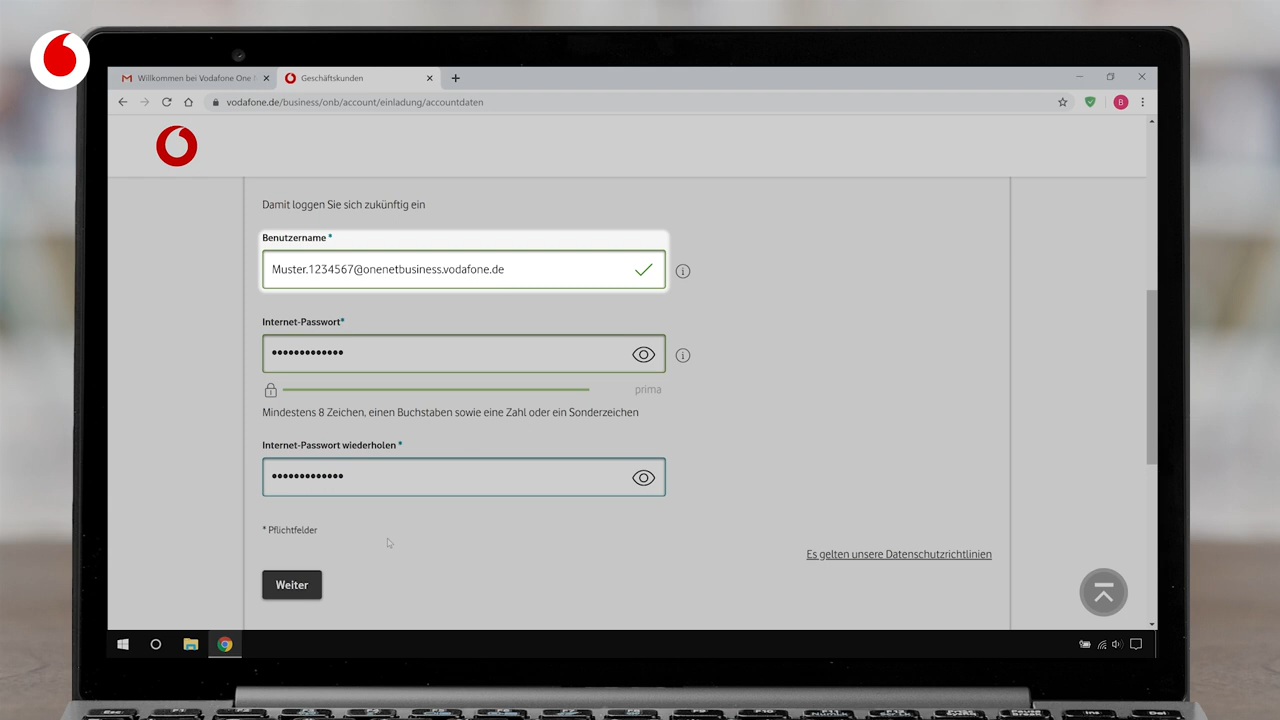 Willkommen bei Vodafone One
Geschäftskunden
vodafone.de/business/onb/account/einladung/accountdaten
B
Damit loggen Sie sich zukünftig ein
Benutzername *
Muster.1234567@onenetbusiness.vodafone.de
Internet-Passwort*
•••••••••••••
prima
Mindestens 8 Zeichen, einen Buchstaben sowie eine Zahl oder ein Sonderzeichen
Internet-Passwort wiederholen *
•••••••••••••
* Pflichtfelder
Es gelten unsere Datenschutzrichtlinien
Weiter